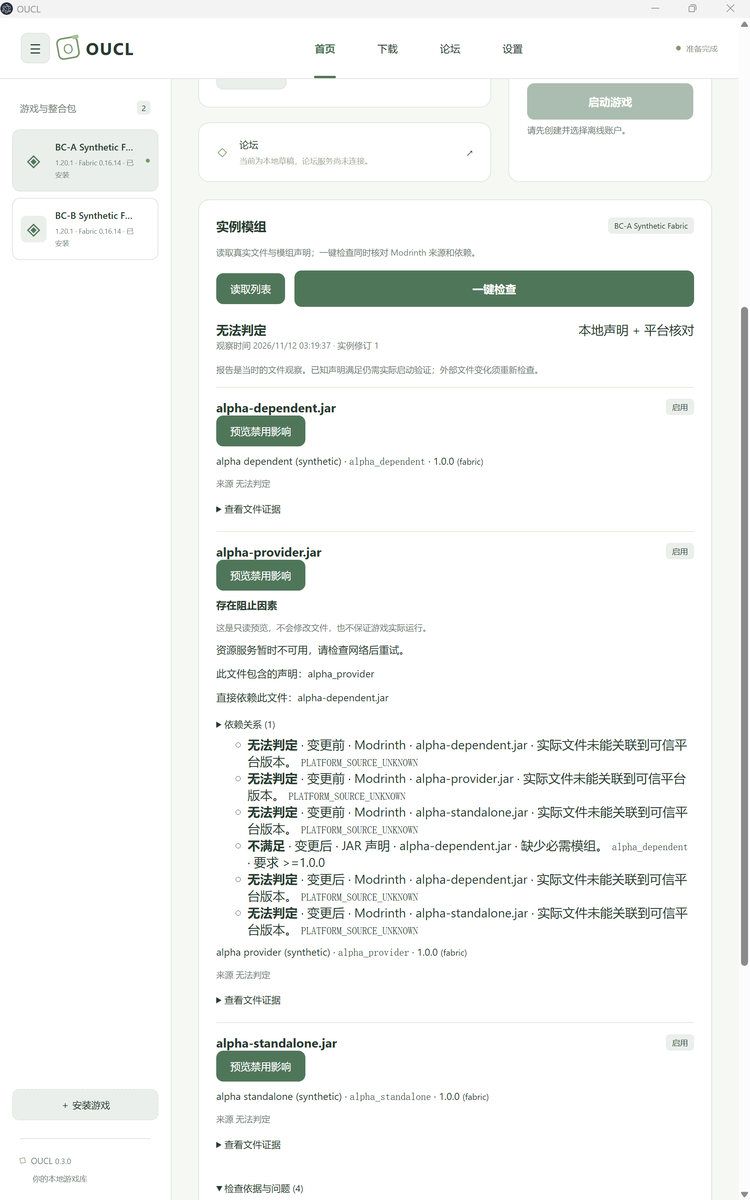 OUCL
OUCL
首页
下载
论坛
设置
准备完成
游戏与整合包
2
BC-A Synthetic F...
1.20.1 · Fabric 0.16.14 · 已
安装
BC-B Synthetic F...
1.20.1 · Fabric 0.16.14 · 已
安装
启动游戏
请先创建并选择离线账户。
论坛
当前为本地草稿，论坛服务尚未连接。
实例模组
BC-A Synthetic Fabric
读取真实文件与模组声明；一键检查同时核对 Modrinth 来源和依赖。
读取列表
一键检查
无法判定
本地声明 + 平台核对
观察时间 2026/11/12 03:19:37 · 实例修订 1
报告是当时的文件观察。已知声明满足仍需实际启动验证；外部文件变化须重新检查。
alpha-dependent.jar
启用
预览禁用影响
alpha dependent (synthetic) · alpha_dependent · 1.0.0 (fabric)
来源 无法判定
▶ 查看文件证据
alpha-provider.jar
启用
预览禁用影响
存在阻止因素
这是只读预览，不会修改文件，也不保证游戏实际运行。
资源服务暂时不可用，请检查网络后重试。
此文件包含的声明：alpha_provider
直接依赖此文件：alpha-dependent.jar
▶ 依赖关系 (1)
无法判定 · 变更前 · Modrinth · alpha-dependent.jar · 实际文件未能关联到可信平
台版本。 PLATFORM_SOURCE_UNKNOWN
无法判定 · 变更前 · Modrinth · alpha-provider.jar · 实际文件未能关联到可信平台
版本。 PLATFORM_SOURCE_UNKNOWN
无法判定 · 变更前 · Modrinth · alpha-standalone.jar · 实际文件未能关联到可信平
台版本。 PLATFORM_SOURCE_UNKNOWN
不满足 · 变更后 · JAR 声明 · alpha-dependent.jar · 缺少必需模组。 alpha_dependent
· 要求 >=1.0.0
无法判定 · 变更后 · Modrinth · alpha-dependent.jar · 实际文件未能关联到可信平
台版本。 PLATFORM_SOURCE_UNKNOWN
无法判定 · 变更后 · Modrinth · alpha-standalone.jar · 实际文件未能关联到可信平
台版本。 PLATFORM_SOURCE_UNKNOWN
alpha provider (synthetic) · alpha_provider · 1.0.0 (fabric)
来源 无法判定
▶ 查看文件证据
alpha-standalone.jar
启用
预览禁用影响
alpha standalone (synthetic) · alpha_standalone · 1.0.0 (fabric)
来源 无法判定
▶ 查看文件证据
▼ 检查依据与问题 (4)
+ 安装游戏
OUCL 0.3.0
你的本地游戏库